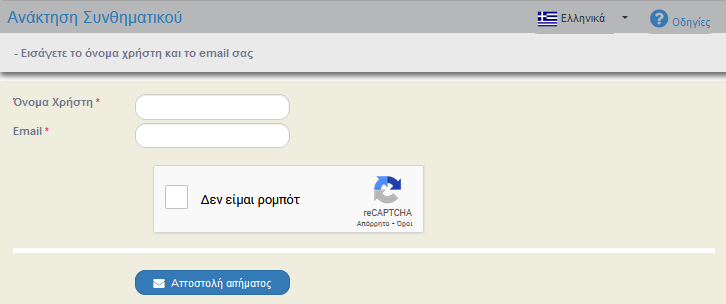 Ανάκτηση Συνθηματικού
Ελληνικά
Οδηγίες
- Εισάγετε το όνομα χρήστη και το email σας
Όνομα Χρήστη *
Email *
Δεν είμαι ρομπότ
reCAPTCHA
Απόρρητο - Όροι
Αποστολή αιτήματος